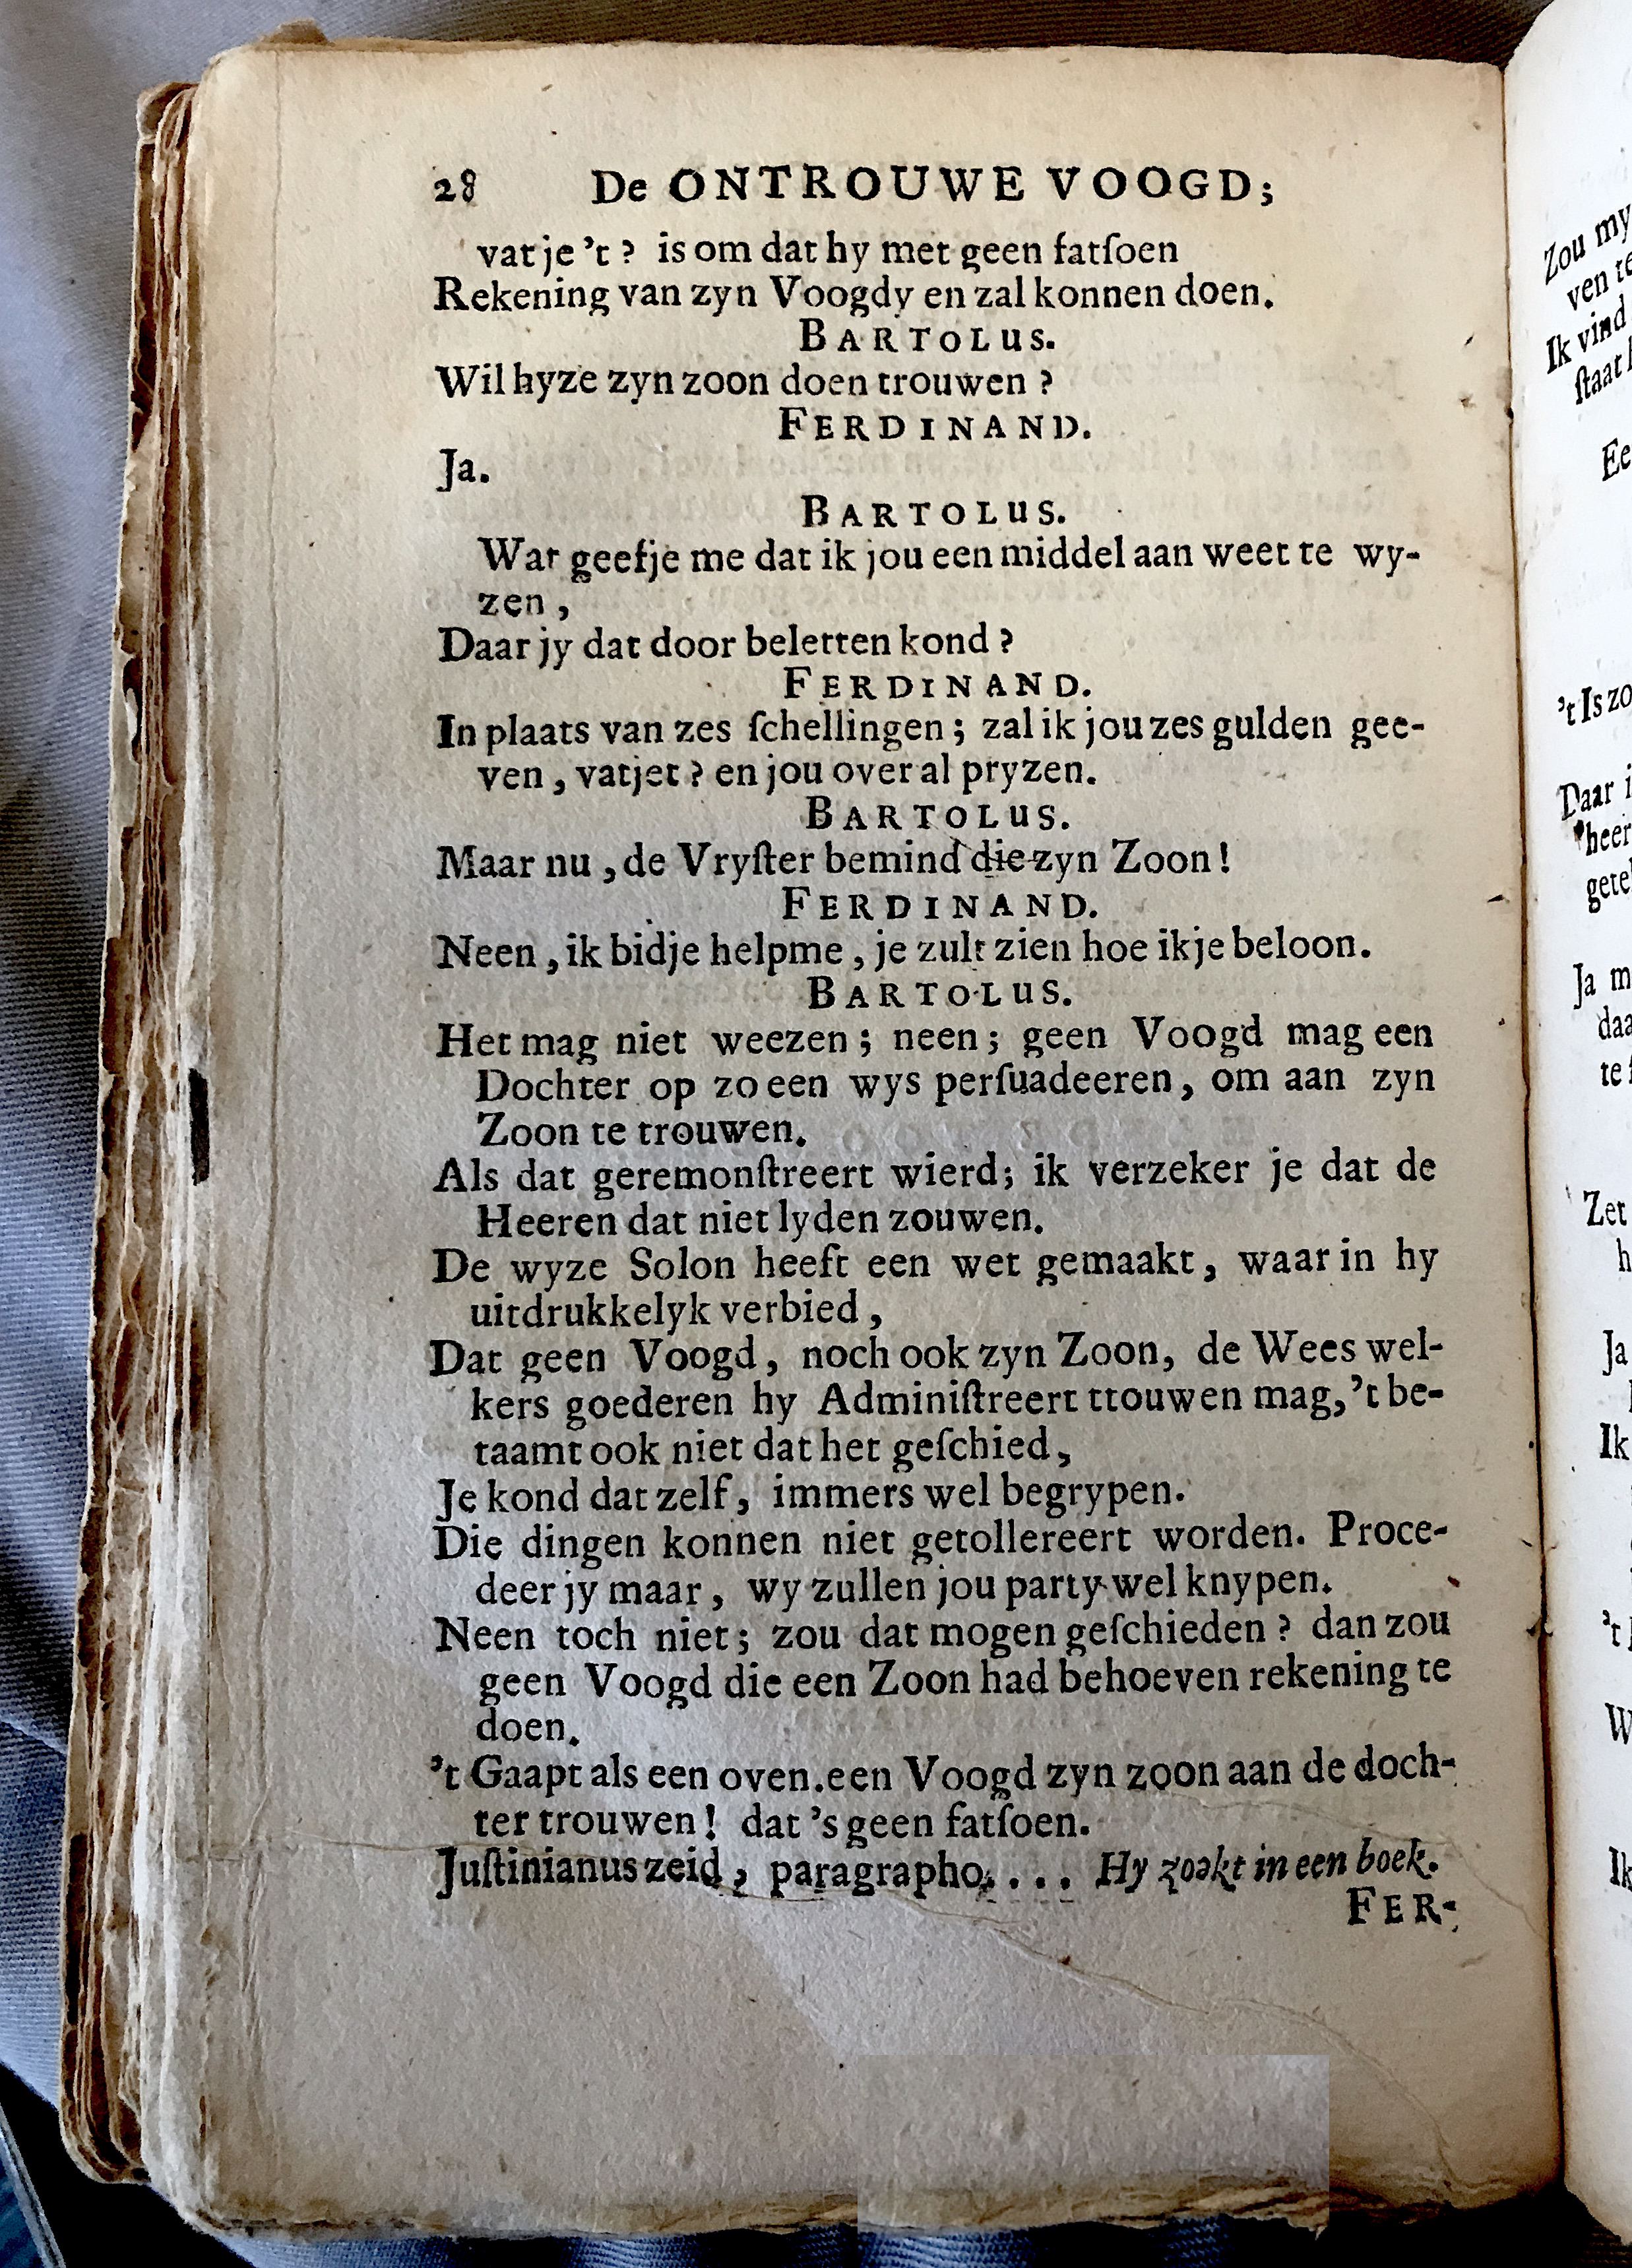 28 De ONTROUWE VOOGD;
vat je 't? is om dat hy met geen fatſoen
Rekening van zyn Voogdy en zal konnen doen.
BARTOLUS.
Wil hyze zyn zoon doen trouwen?
FERDINAND.
Ja.
BARTOLUS.
Wat geefje me dat ik jou een middel aan weet te wy-
zen,
Daar jy dat door beletten kond?
FERDINAND.
In plaats van zes ſchellingen; zal ik jou zes gulden gee-
ven, vatjet? en jou over al pryzen.
BARTOLUS.
Maar nu, de Vryſter bemind die zyn Zoon!
FERDINAND.
Neen, ik bidje helpme, je zult zien hoe ikje beloon.
BARTOLUS.
Het mag niet weezen; neen; geen Voogd mag een
Dochter op zo een wys perſuadeeren, om aan zyn
Zoon te trouwen.
Als dat geremonſtreert wierd; ik verzeker je dat de
Heeren dat niet lyden zouwen.
De wyze Solon heeft een wet gemaakt, waar in hy
uitdrukkelyk verbied,
Dat geen Voogd, noch ook zyn Zoon, de Wees wel-
kers goederen hy Adminiſtreert ttouwen mag, 't be-
taamt ook niet dat het geſchied,
Je kond dat zelf, immers wel begrypen.
Die dingen konnen niet getollereert worden. Proce-
deer jy maar, wy zullen jou party wel knypen.
Neen toch niet; zou dat mogen geſchieden? dan zou
geen Voogd die een Zoon had behoeven rekening te
doen.
't Gaapt als een oven. een Voogd zyn zoon aan de doch-
ter trouwen! dat 's geen fatſoen.
Juſtinianus zeid, paragrapho. . . . Hy zoekt in een boek.
FER-
Zou my
ven te
Ik vind
ſtaat
Ee
't Is zo
Daar i
heer
gete
Ja m
daa
te
Zet
h
Ja
Ik
't
W
Ik